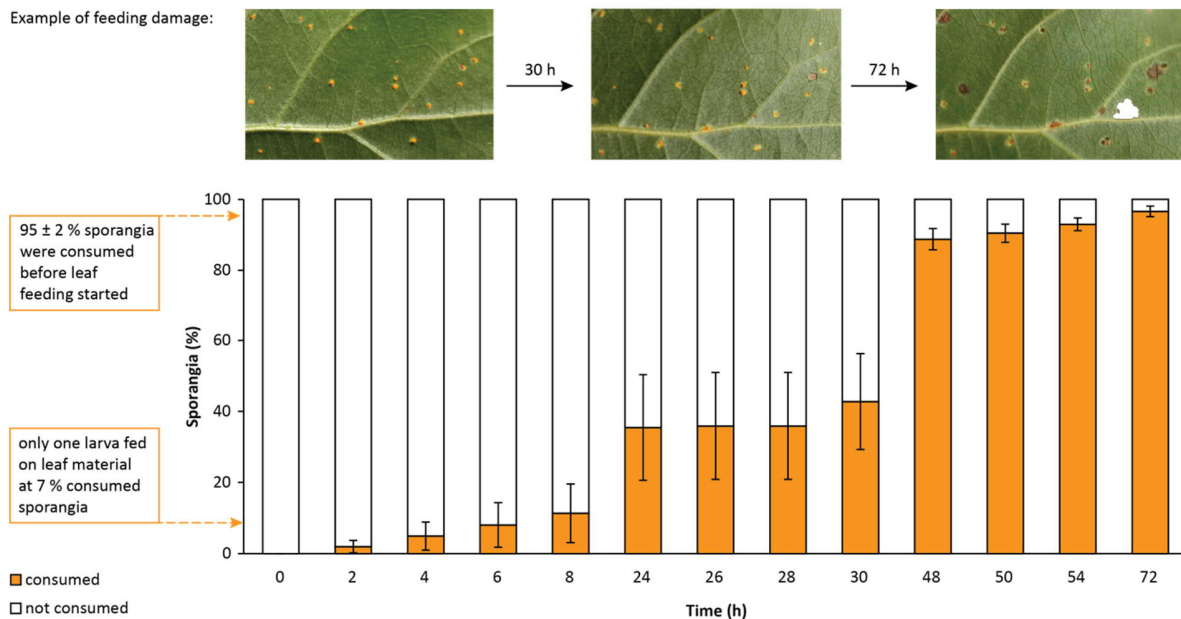 Example of feeding damage:
30 h
72 h
95 ± 2 % sporangia
were consumed
before leaf
feeding started
only one larva fed
on leaf material
at 7 % consumed
sporangia
Sporangia (%)
100
80
60
40
20
0
0 2 4 6 8 24 26 28 30 48 50 54 72
Time (h)
consumed
not consumed